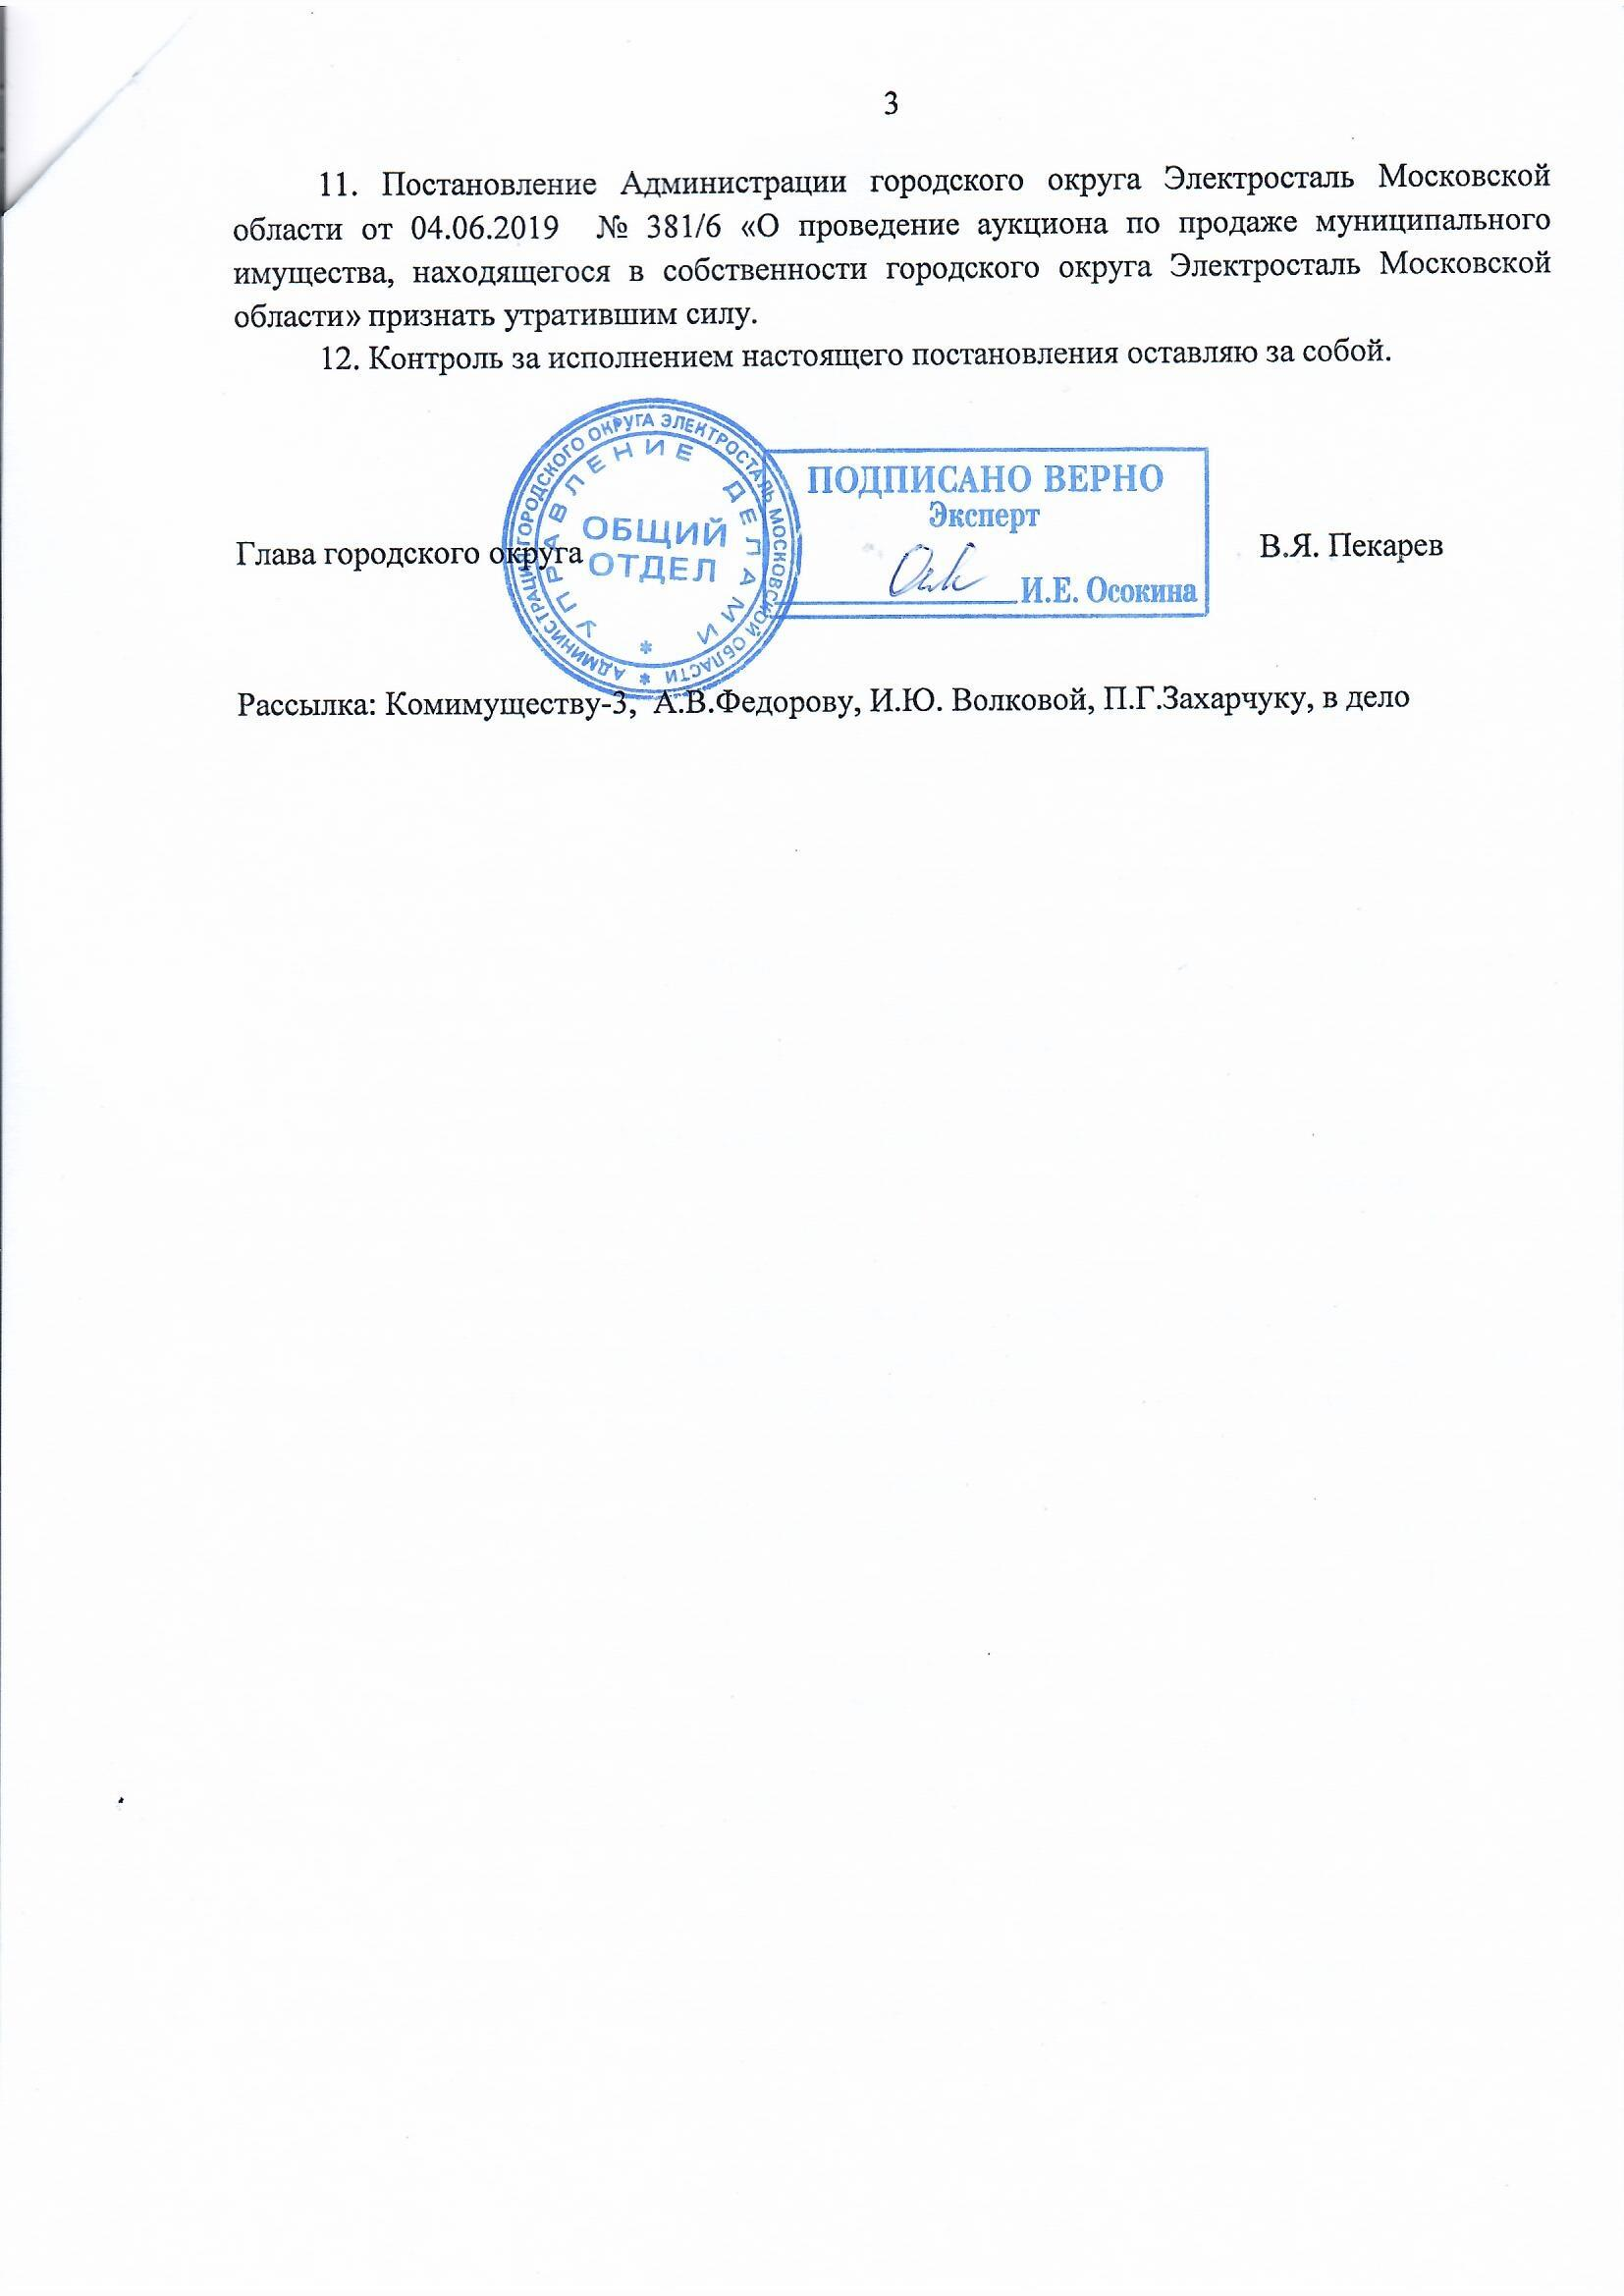 3
11. Постановление Администрации городского округа Электросталь Московской
области от 04.06.2019 № 381/6 «О проведение аукциона по продаже муниципального
имущества, находящегося в собственности городского округа Электросталь Московской
области» признать утратившим силу.
12. Контроль за исполнением настоящего постановления оставляю за собой.
АДМИНИСТРАЦИЯ ГОРОДСКОГО ОКРУГА ЭЛЕКТРОСТАЛЬ МОСКОВСКОЙ ОБЛАСТИ
УПРАВЛЕНИЕ ДЕЛАМИ
ОБЩИЙ
ОТДЕЛ
ПОДПИСАНО ВЕРНО
Эксперт
И.Е. Осокина
Глава городского округа В.Я. Пекарев
Рассылка: Комимуществу-3, А.В.Федорову, И.Ю. Волковой, П.Г.Захарчуку, в дело